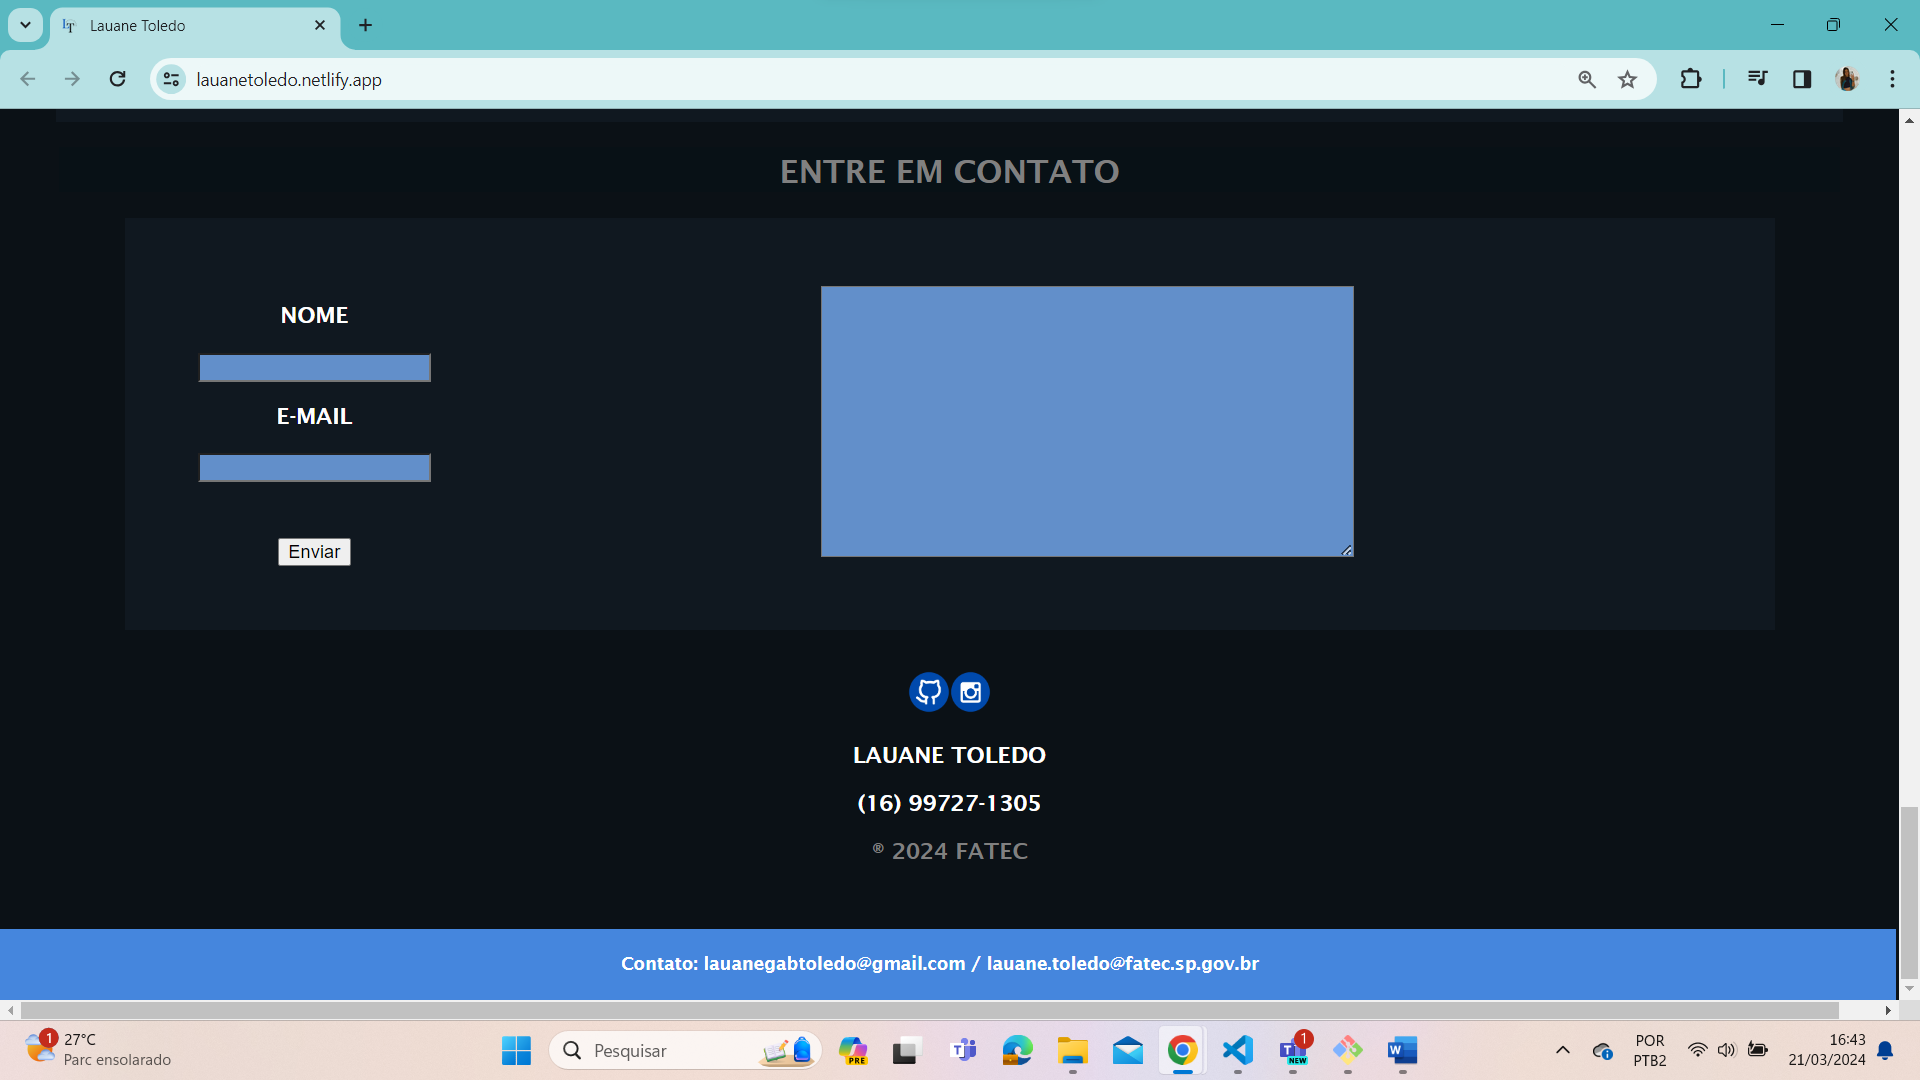 Lauane Toledo
lauanetoledo.netlify.app
ENTRE EM CONTATO
NOME
E-MAIL
Enviar
LAUANE TOLEDO
(16) 99727-1305
® 2024 FATEC
Contato: lauanegabtoledo@gmail.com / lauane.toledo@fatec.sp.gov.br
1
27°C
Parc ensolarado
Pesquisar
PRE
1
NEW
POR
PTB2
16:43
21/03/2024